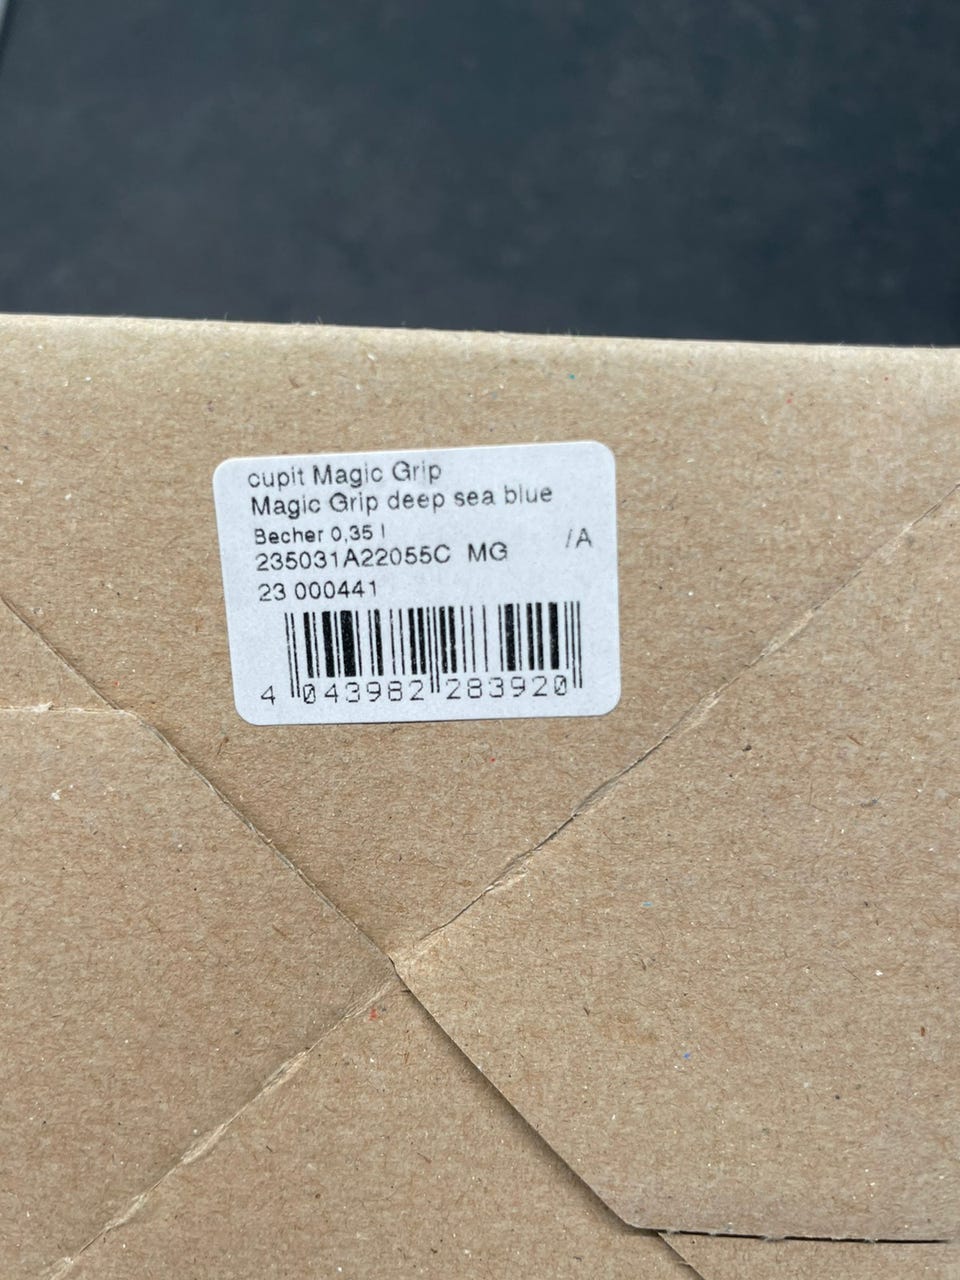 cupit Magic Grip
Magic Grip deep sea blue
Becher 0,35 l
235031A22055C MG /A
23 000441
4 043982 283920